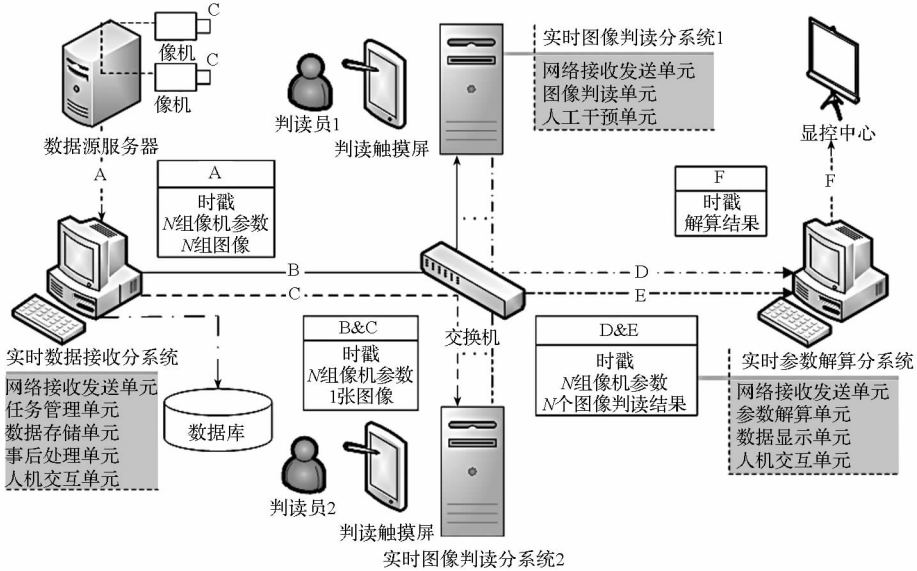 C
像机
C
像机
数据源服务器
A
A
时戳
N组像机参数
N组图像
判读员1
判读触摸屏
实时图像判读分系统1
网络接收发送单元
图像判读单元
人工干预单元
显控中心
F
时戳
解算结果
F
B
C
交换机
D
E
实时数据接收分系统
网络接收发送单元
任务管理单元
数据存储单元
事后处理单元
人机交互单元
数据库
B&C
时戳
N组像机参数
1张图像
D&E
时戳
N组像机参数
N个图像判读结果
实时参数解算分系统
网络接收发送单元
参数解算单元
数据显示单元
人机交互单元
判读员2
判读触摸屏
实时图像判读分系统2